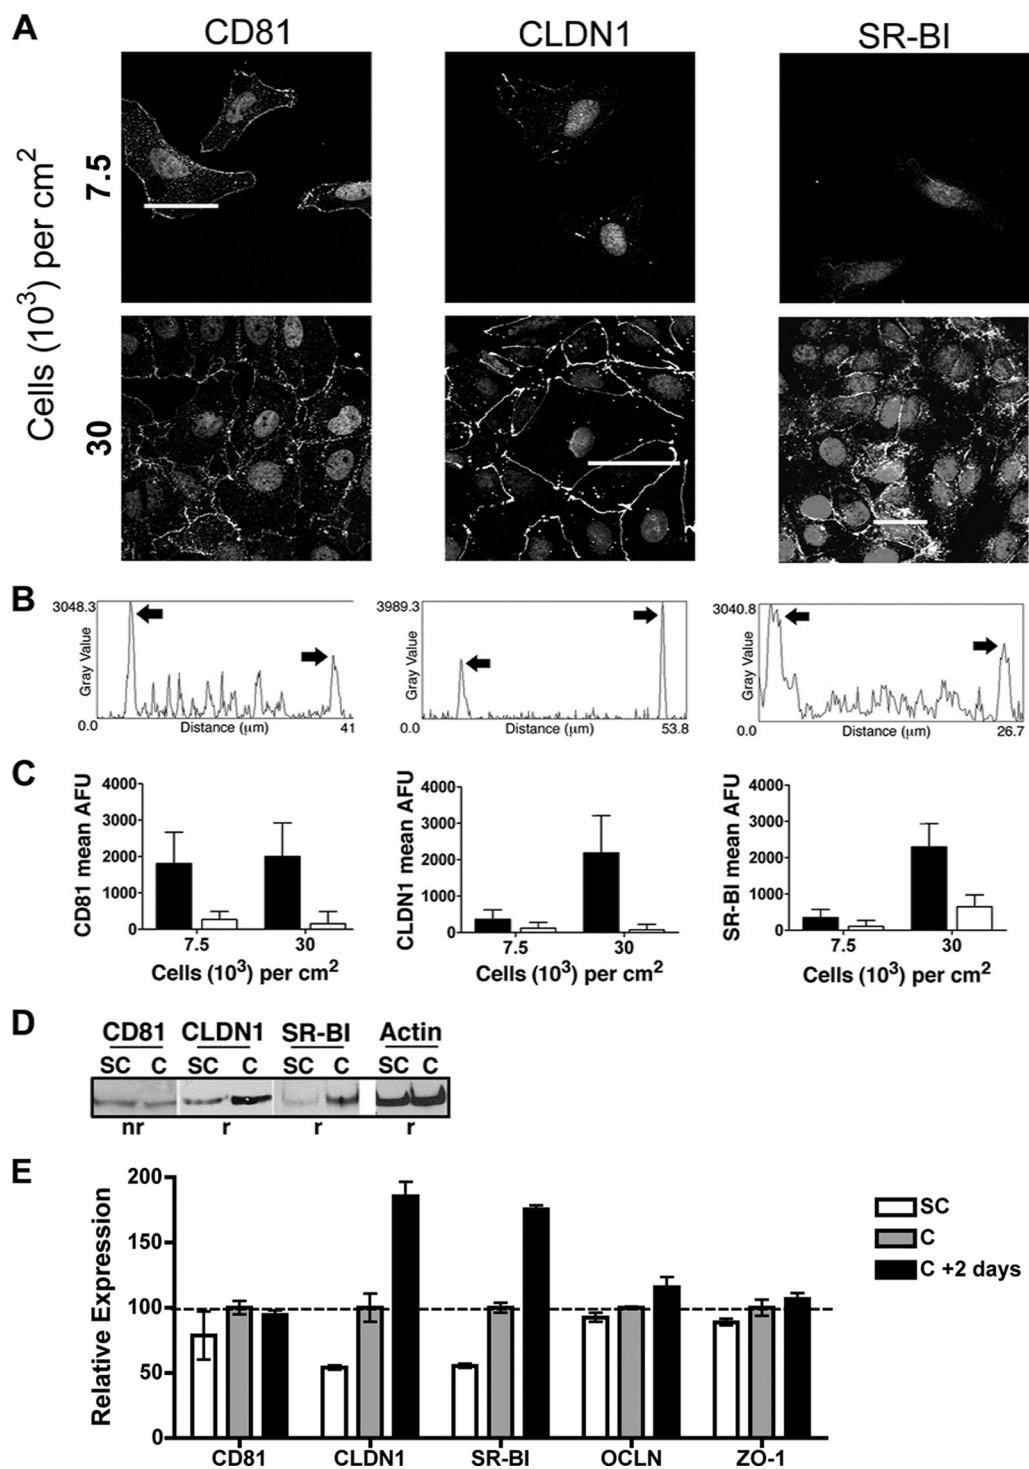 A
CD81 CLDN1 SR-BI
Cells (10³) per cm²
7.5
30
B
3048.3
Gray Value
0.0 Distance (μm) 41
3989.3
Gray Value
0.0 Distance (μm) 53.8
3040.8
Gray Value
0.0 Distance (μm) 26.7
C
CD81 mean AFU
4000
3000
2000
1000
0
7.5 30
Cells (10³) per cm²
CLDN1 mean AFU
4000
3000
2000
1000
0
7.5 30
Cells (10³) per cm²
SR-BI mean AFU
4000
3000
2000
1000
0
7.5 30
Cells (10³) per cm²
D
CD81 CLDN1 SR-BI Actin
SC C SC C SC C SC C
nr r r r
E
Relative Expression
200
150
100
50
0
CD81 CLDN1 SR-BI OCLN ZO-1
SC
C
C +2 days